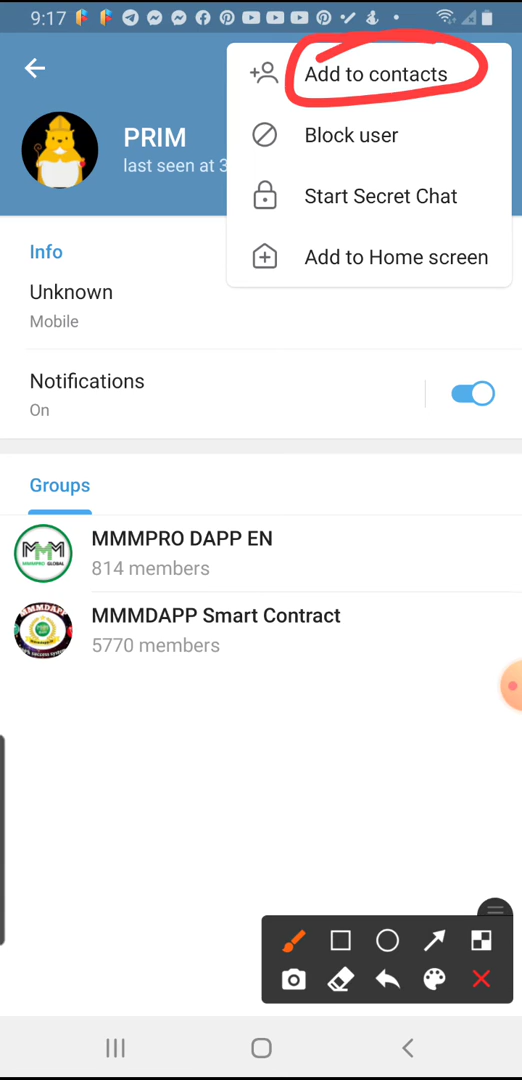 9:17
Add to contacts
PRIM
last seen at 3
Block user
Start Secret Chat
Add to Home screen
Info
Unknown
Mobile
Notifications
On
Groups
MMMPRO DAPP EN
814 members
MMMDAPP Smart Contract
5770 members